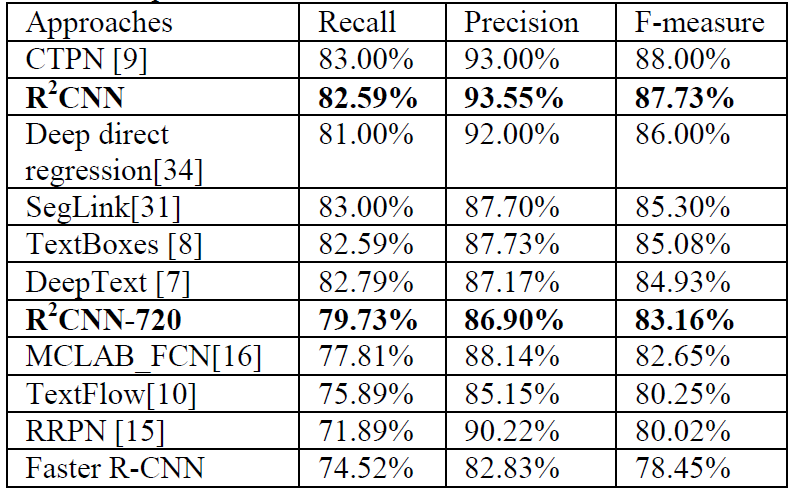 Approaches Recall Precision F-measure
CTPN [9] 83.00% 93.00% 88.00%
R²CNN 82.59% 93.55% 87.73%
Deep direct 81.00% 92.00% 86.00%
regression[34]
SegLink[31] 83.00% 87.70% 85.30%
TextBoxes [8] 82.59% 87.73% 85.08%
DeepText [7] 82.79% 87.17% 84.93%
R²CNN-720 79.73% 86.90% 83.16%
MCLAB_FCN[16] 77.81% 88.14% 82.65%
TextFlow[10] 75.89% 85.15% 80.25%
RRPN [15] 71.89% 90.22% 80.02%
Faster R-CNN 74.52% 82.83% 78.45%